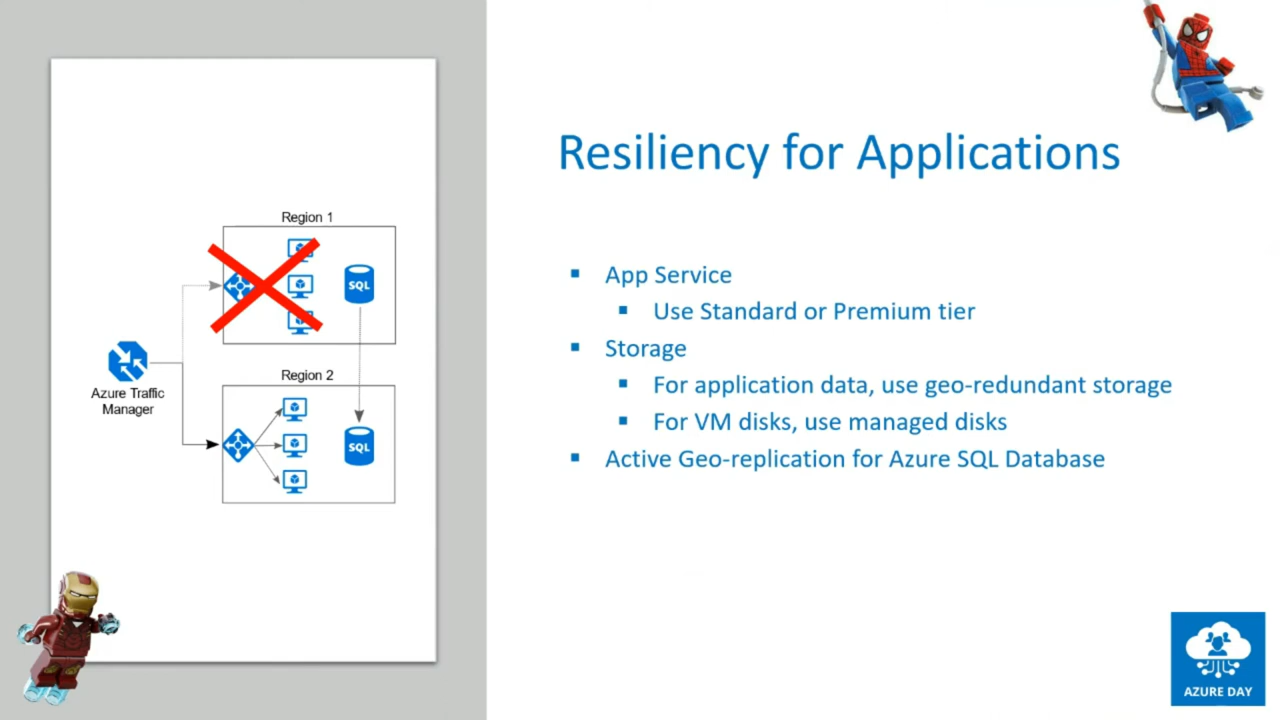 Resiliency for Applications
Region 1
SQL
Azure Traffic
Manager
Region 2
SQL
App Service
Use Standard or Premium tier
Storage
For application data, use geo-redundant storage
For VM disks, use managed disks
Active Geo-replication for Azure SQL Database
AZURE DAY